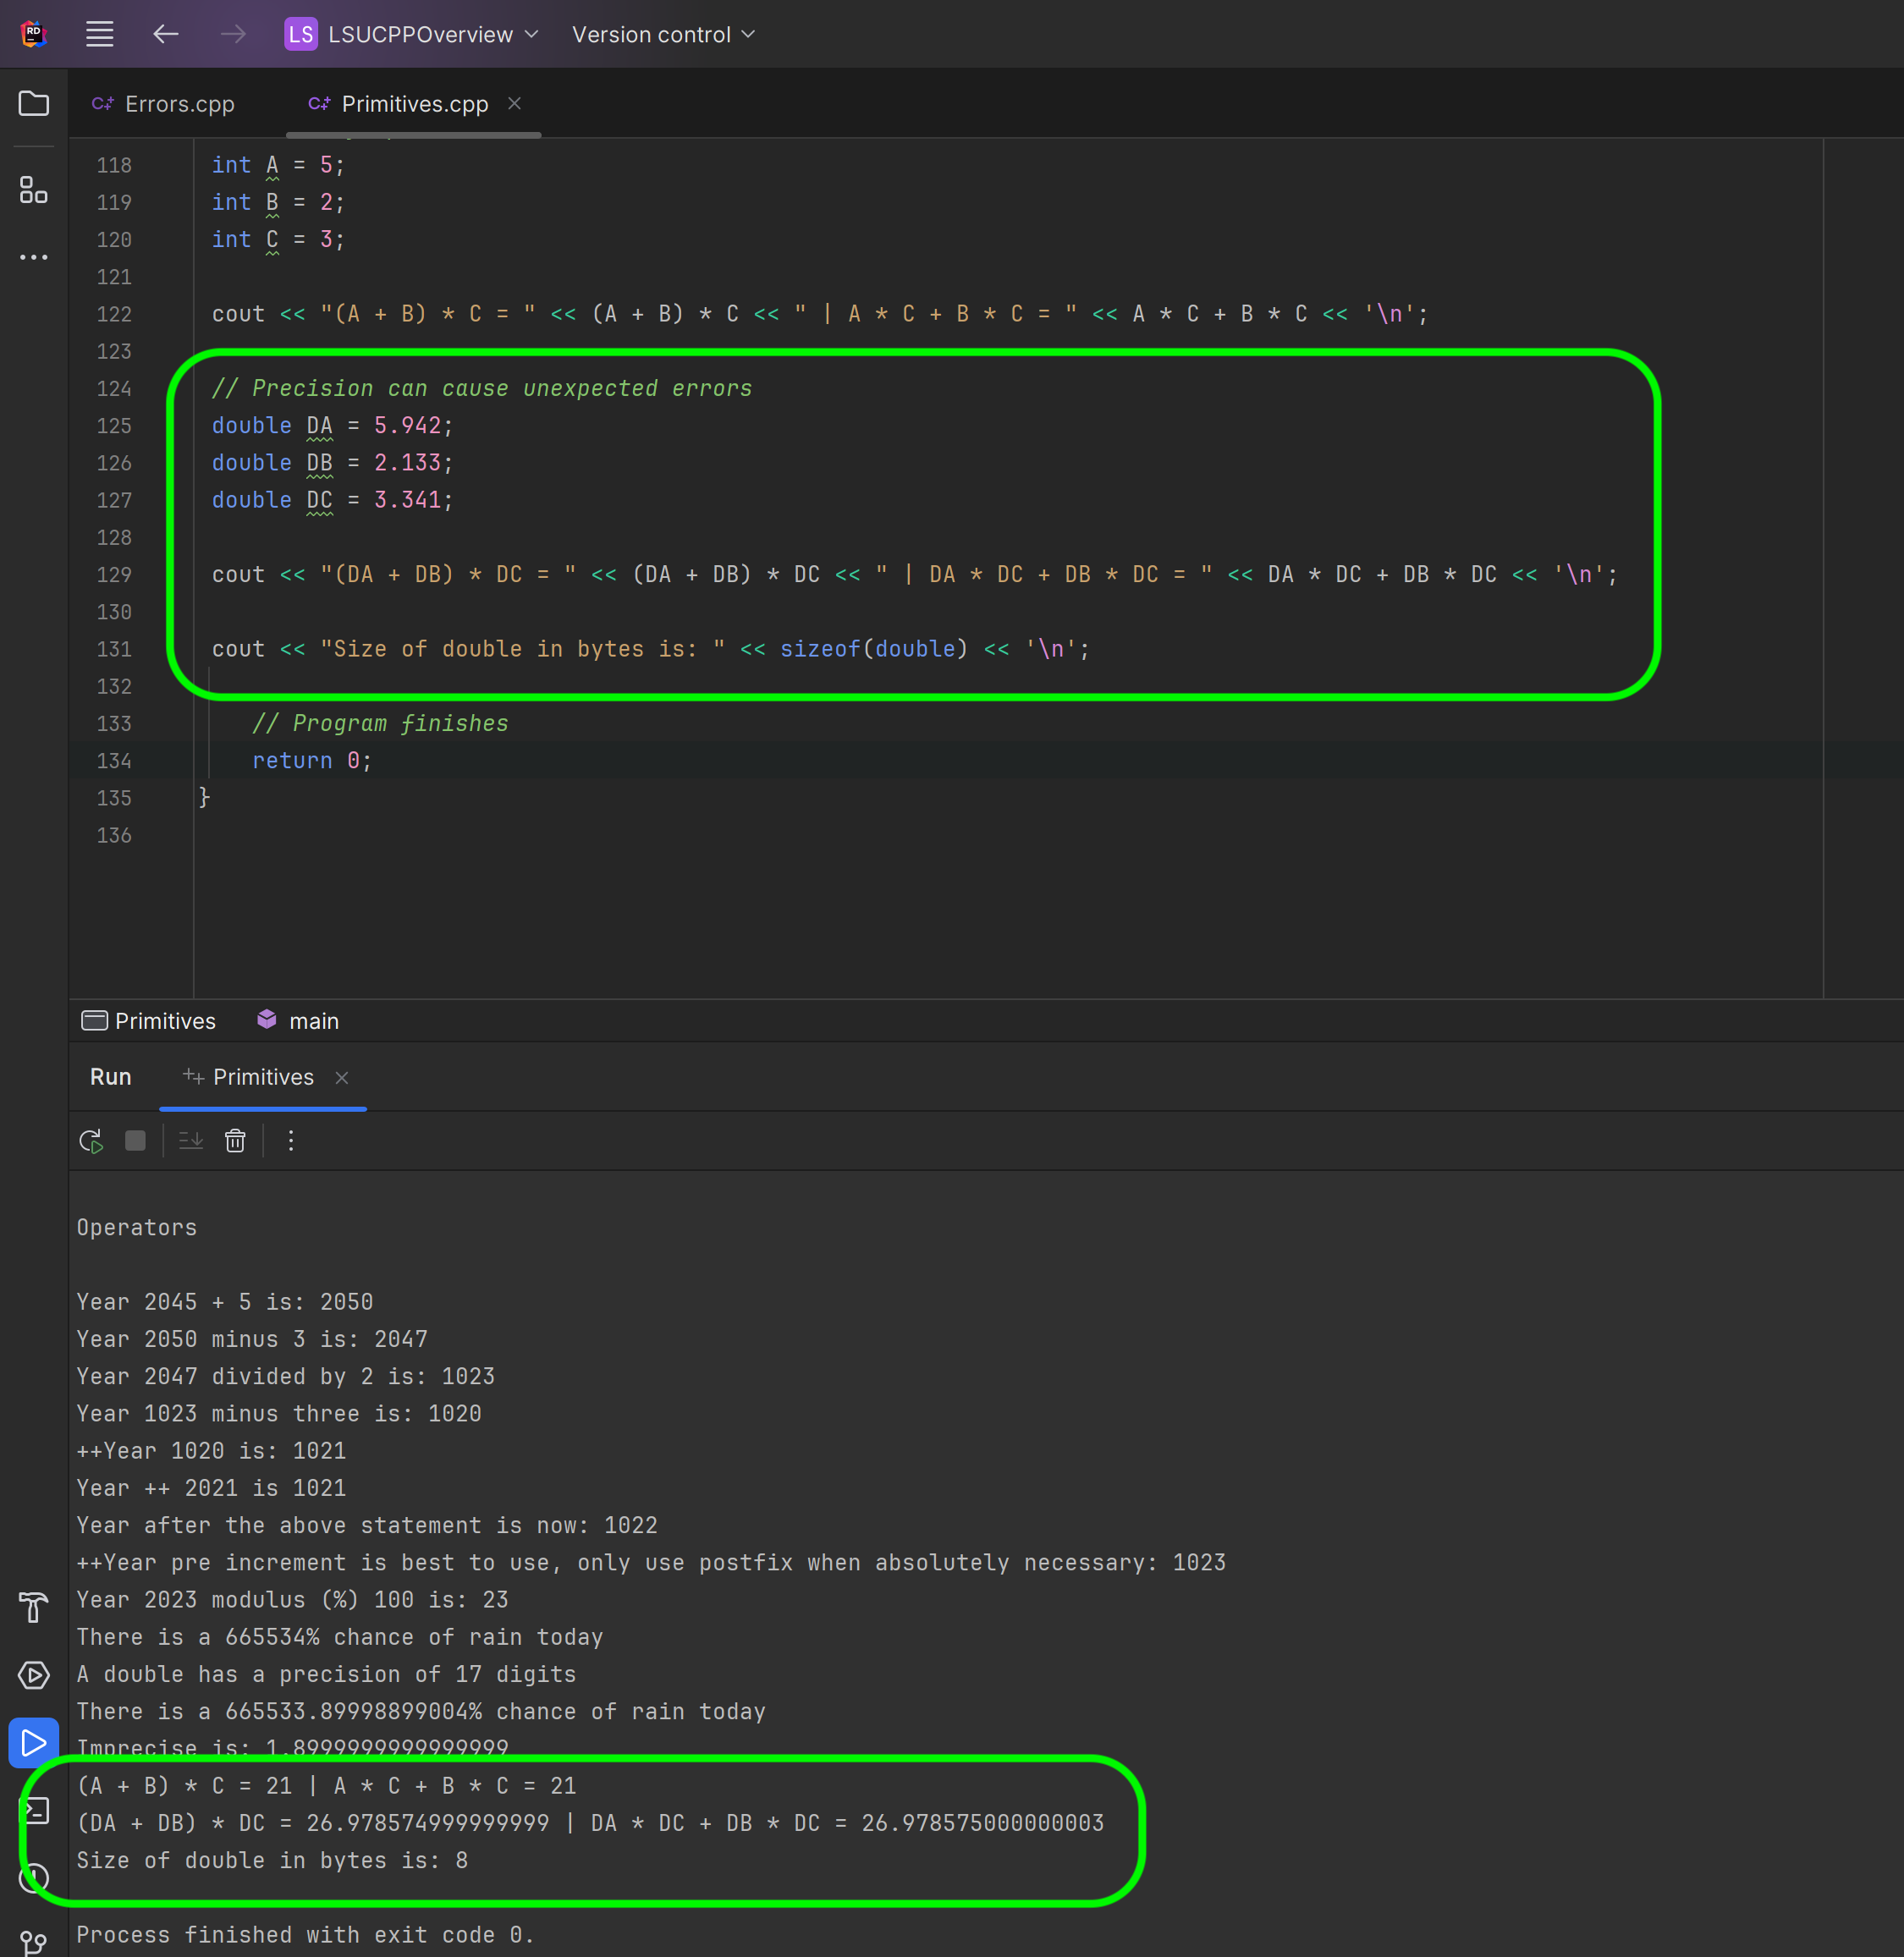 RD
LS LSUCPPOverview Version control
C++ Errors.cpp C++ Primitives.cpp
118 int A = 5;
119 int B = 2;
120 int C = 3;
121
122 cout << "(A + B) * C = " << (A + B) * C << " | A * C + B * C = " << A * C + B * C << '\n';
123
124 // Precision can cause unexpected errors
125 double DA = 5.942;
126 double DB = 2.133;
127 double DC = 3.341;
128
129 cout << "(DA + DB) * DC = " << (DA + DB) * DC << " | DA * DC + DB * DC = " << DA * DC + DB * DC << '\n';
130
131 cout << "Size of double in bytes is: " << sizeof(double) << '\n';
132
133 // Program finishes
134 return 0;
135 }
136
Primitives main
Run Primitives
Operators
Year 2045 + 5 is: 2050
Year 2050 minus 3 is: 2047
Year 2047 divided by 2 is: 1023
Year 1023 minus three is: 1020
++Year 1020 is: 1021
Year ++ 2021 is 1021
Year after the above statement is now: 1022
++Year pre increment is best to use, only use postfix when absolutely necessary: 1023
Year 2023 modulus (%) 100 is: 23
There is a 665534% chance of rain today
A double has a precision of 17 digits
There is a 665533.89998899004% chance of rain today
Imprecise is: 1.8999999999999999
(A + B) * C = 21 | A * C + B * C = 21
(DA + DB) * DC = 26.978574999999999 | DA * DC + DB * DC = 26.978575000000003
Size of double in bytes is: 8
Process finished with exit code 0.